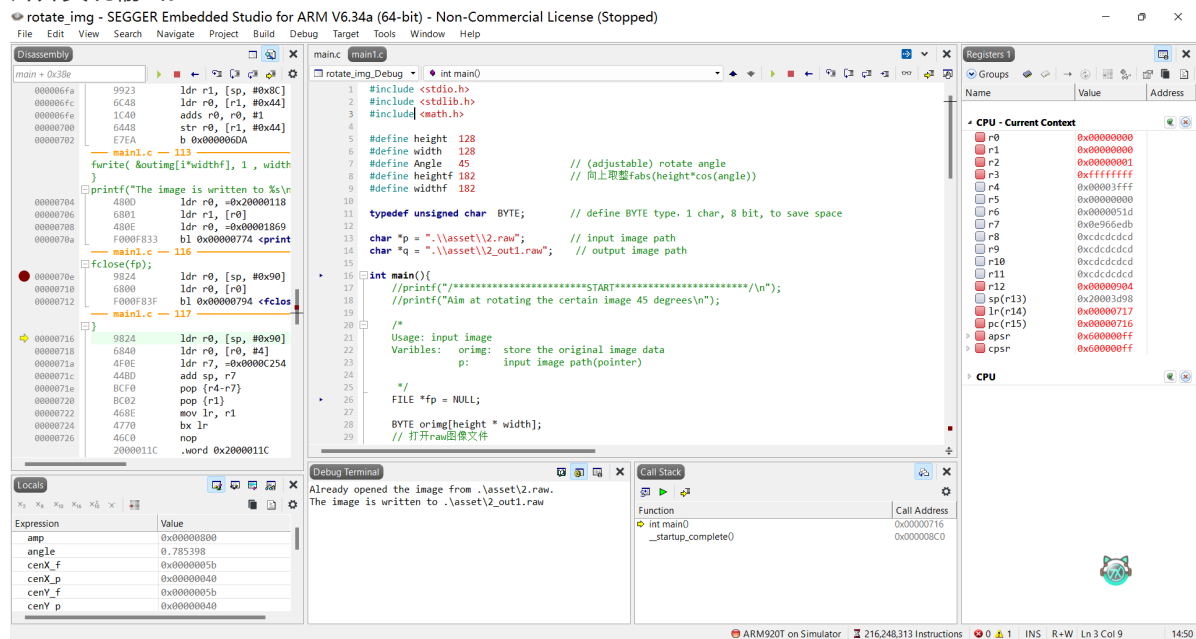 rotate_img - SEGGER Embedded Studio for ARM V6.34a (64-bit) - Non-Commercial License (Stopped)
File Edit View Search Navigate Project Build Debug Target Tools Window Help
Disassembly
main + 0x38e
000006fa 9923 ldr r1, [sp, #0x8C]
000006fc 6C48 ldr r0, [r1, #0x44]
000006fe 1C40 adds r0, r0, #1
00000700 6448 str r0, [r1, #0x44]
00000702 E7EA b 0x000006DA
main1.c — 113
fwrite( &outimg[i*widthf], 1 , width
}
printf("The image is written to %s\n
00000704 480D ldr r0, =0x20000118
00000706 6801 ldr r1, [r0]
00000708 480E ldr r0, =0x00001869
0000070a F000F833 bl 0x00000774 <print
main1.c — 116
fclose(fp);
0000070e 9824 ldr r0, [sp, #0x90]
00000710 6800 ldr r0, [r0]
00000712 F000F83F bl 0x00000794 <fclos
main1.c — 117
}
00000716 9824 ldr r0, [sp, #0x90]
00000718 6840 ldr r0, [r0, #4]
0000071a 4F0E ldr r7, =0x0000C254
0000071c 44BD add sp, r7
0000071e BCF0 pop {r4-r7}
00000720 BC02 pop {r1}
00000722 468E mov lr, r1
00000724 4770 bx lr
00000726 46C0 nop
2000011C .word 0x2000011C
main.c main1.c
rotate_img_Debug int main()
1 #include <stdio.h>
2 #include <stdlib.h>
3 #include <math.h>
4
5 #define height 128
6 #define width 128
7 #define Angle 45 // (adjustable) rotate angle
8 #define heightf 182 // 向上取整fabs(height*cos(angle))
9 #define widthf 182
10
11 typedef unsigned char BYTE; // define BYTE type. 1 char, 8 bit, to save space
12
13 char *p = ".\\asset\\2.raw"; // input image path
14 char *q = ".\\asset\\2_out1.raw"; // output image path
15
16 int main(){
17 //printf("/************************START************************/\n");
18 //printf("Aim at rotating the certain image 45 degrees\n");
19
20 /*
21 Usage: input image
22 Varibles: orimg: store the original image data
23 p: input image path(pointer)
24
25 */
26 FILE *fp = NULL;
27
28 BYTE orimg[height * width];
29 // 打开raw图像文件
Registers 1
Groups
Name Value Address
CPU - Current Context
r0 0x00000000
r1 0x00000000
r2 0x00000001
r3 0xffffffff
r4 0x00003fff
r5 0x00000000
r6 0x0000051d
r7 0x0e966edb
r8 0xcdcdcdcd
r9 0xcdcdcdcd
r10 0xcdcdcdcd
r11 0xcdcdcdcd
r12 0x00000904
sp(r13) 0x20003d98
lr(r14) 0x00000717
pc(r15) 0x00000716
apsr 0x600000ff
cpsr 0x600000ff
CPU
Locals
Expression Value
amp 0x00000800
angle 0.785398
cenX_f 0x0000005b
cenX_p 0x00000040
cenY_f 0x0000005b
cenY_p 0x00000040
Debug Terminal
Already opened the image from .\asset\2.raw.
The image is written to .\asset\2_out1.raw
Call Stack
Function Call Address
int main() 0x00000716
__startup_complete() 0x000008C0
ARM920T on Simulator 216,248,313 Instructions 0 1 INS R+W Ln 3 Col 9 14:50